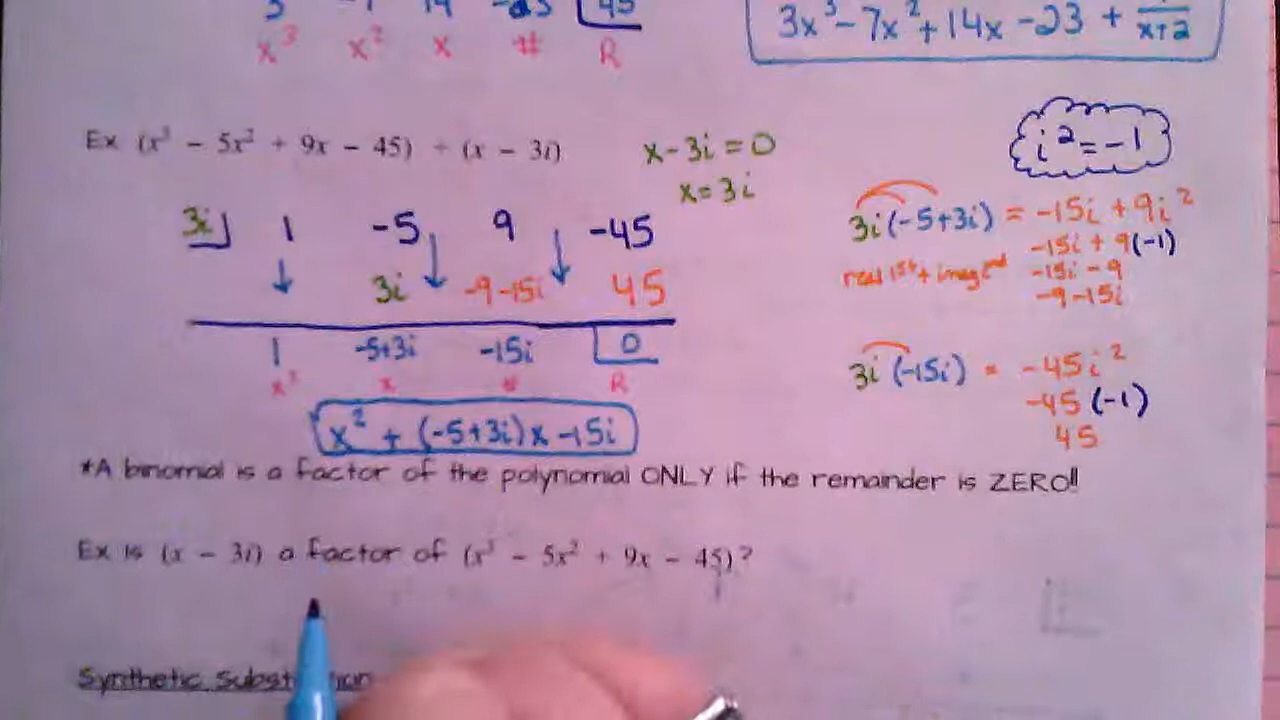 3 -7 14 -23 45
x³ x² x # R
3x³ - 7x² + 14x - 23 + x+2
Ex (x³ - 5x² + 9x - 45) ÷ (x - 3i)
x - 3i = 0
x = 3i
i² = -1
3i 1 -5 9 -45
3i -9 -15i 45
1 -5+3i -15i 0
x² x # R
x² + (-5+3i)x - 15i
3i(-5+3i) = -15i + 9i²
-15i + 9(-1)
real 1st + imag 2nd -15i - 9
-9 - 15i
3i(-15i) = -45i²
-45(-1)
45
*A binomial is a factor of the polynomial ONLY if the remainder is ZERO!!
Ex Is (x - 3i) a factor of (x³ - 5x² + 9x - 45)?
Synthetic